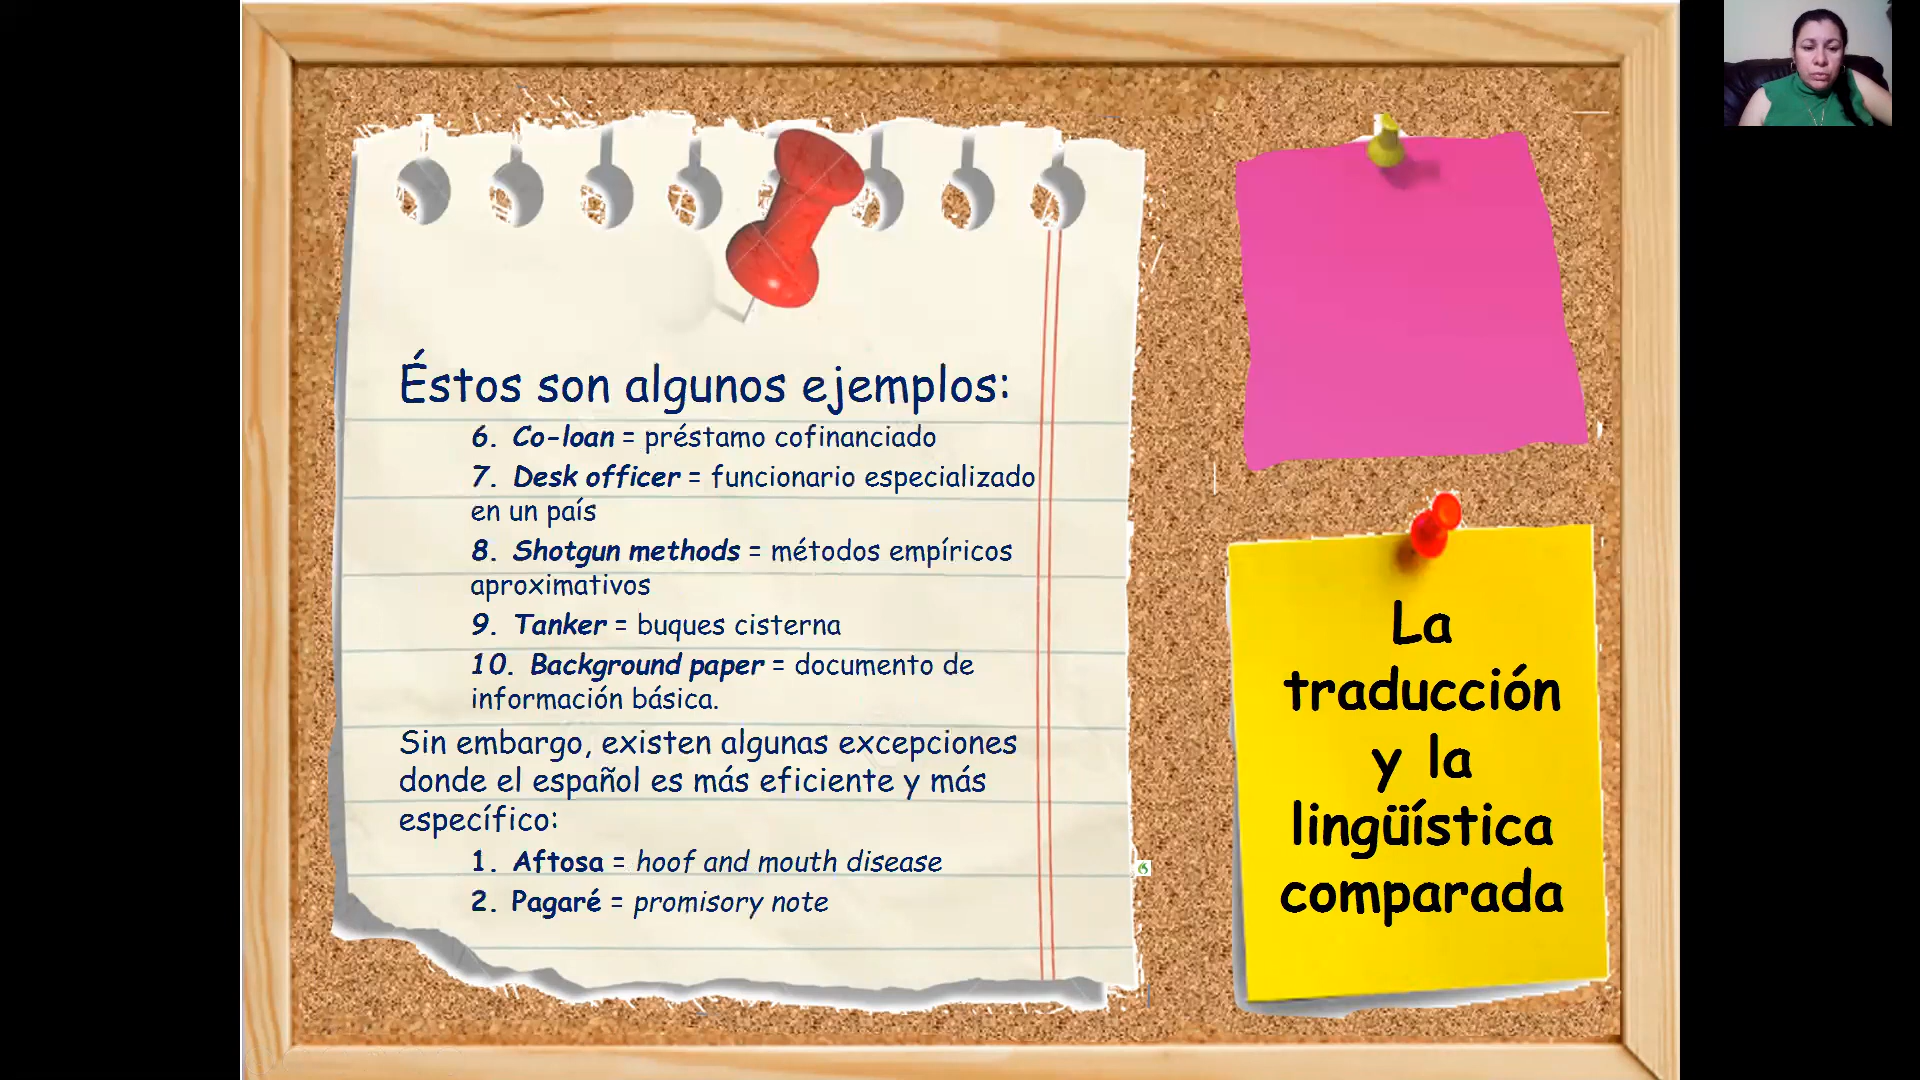 Éstos son algunos ejemplos:
6. Co-loan = préstamo cofinanciado
7. Desk officer = funcionario especializado
en un país
8. Shotgun methods = métodos empíricos
aproximativos
9. Tanker = buques cisterna
10. Background paper = documento de
información básica.
Sin embargo, existen algunas excepciones
donde el español es más eficiente y más
específico:
1. Aftosa = hoof and mouth disease
2. Pagaré = promisory note
La
traducción
y la
lingüística
comparada